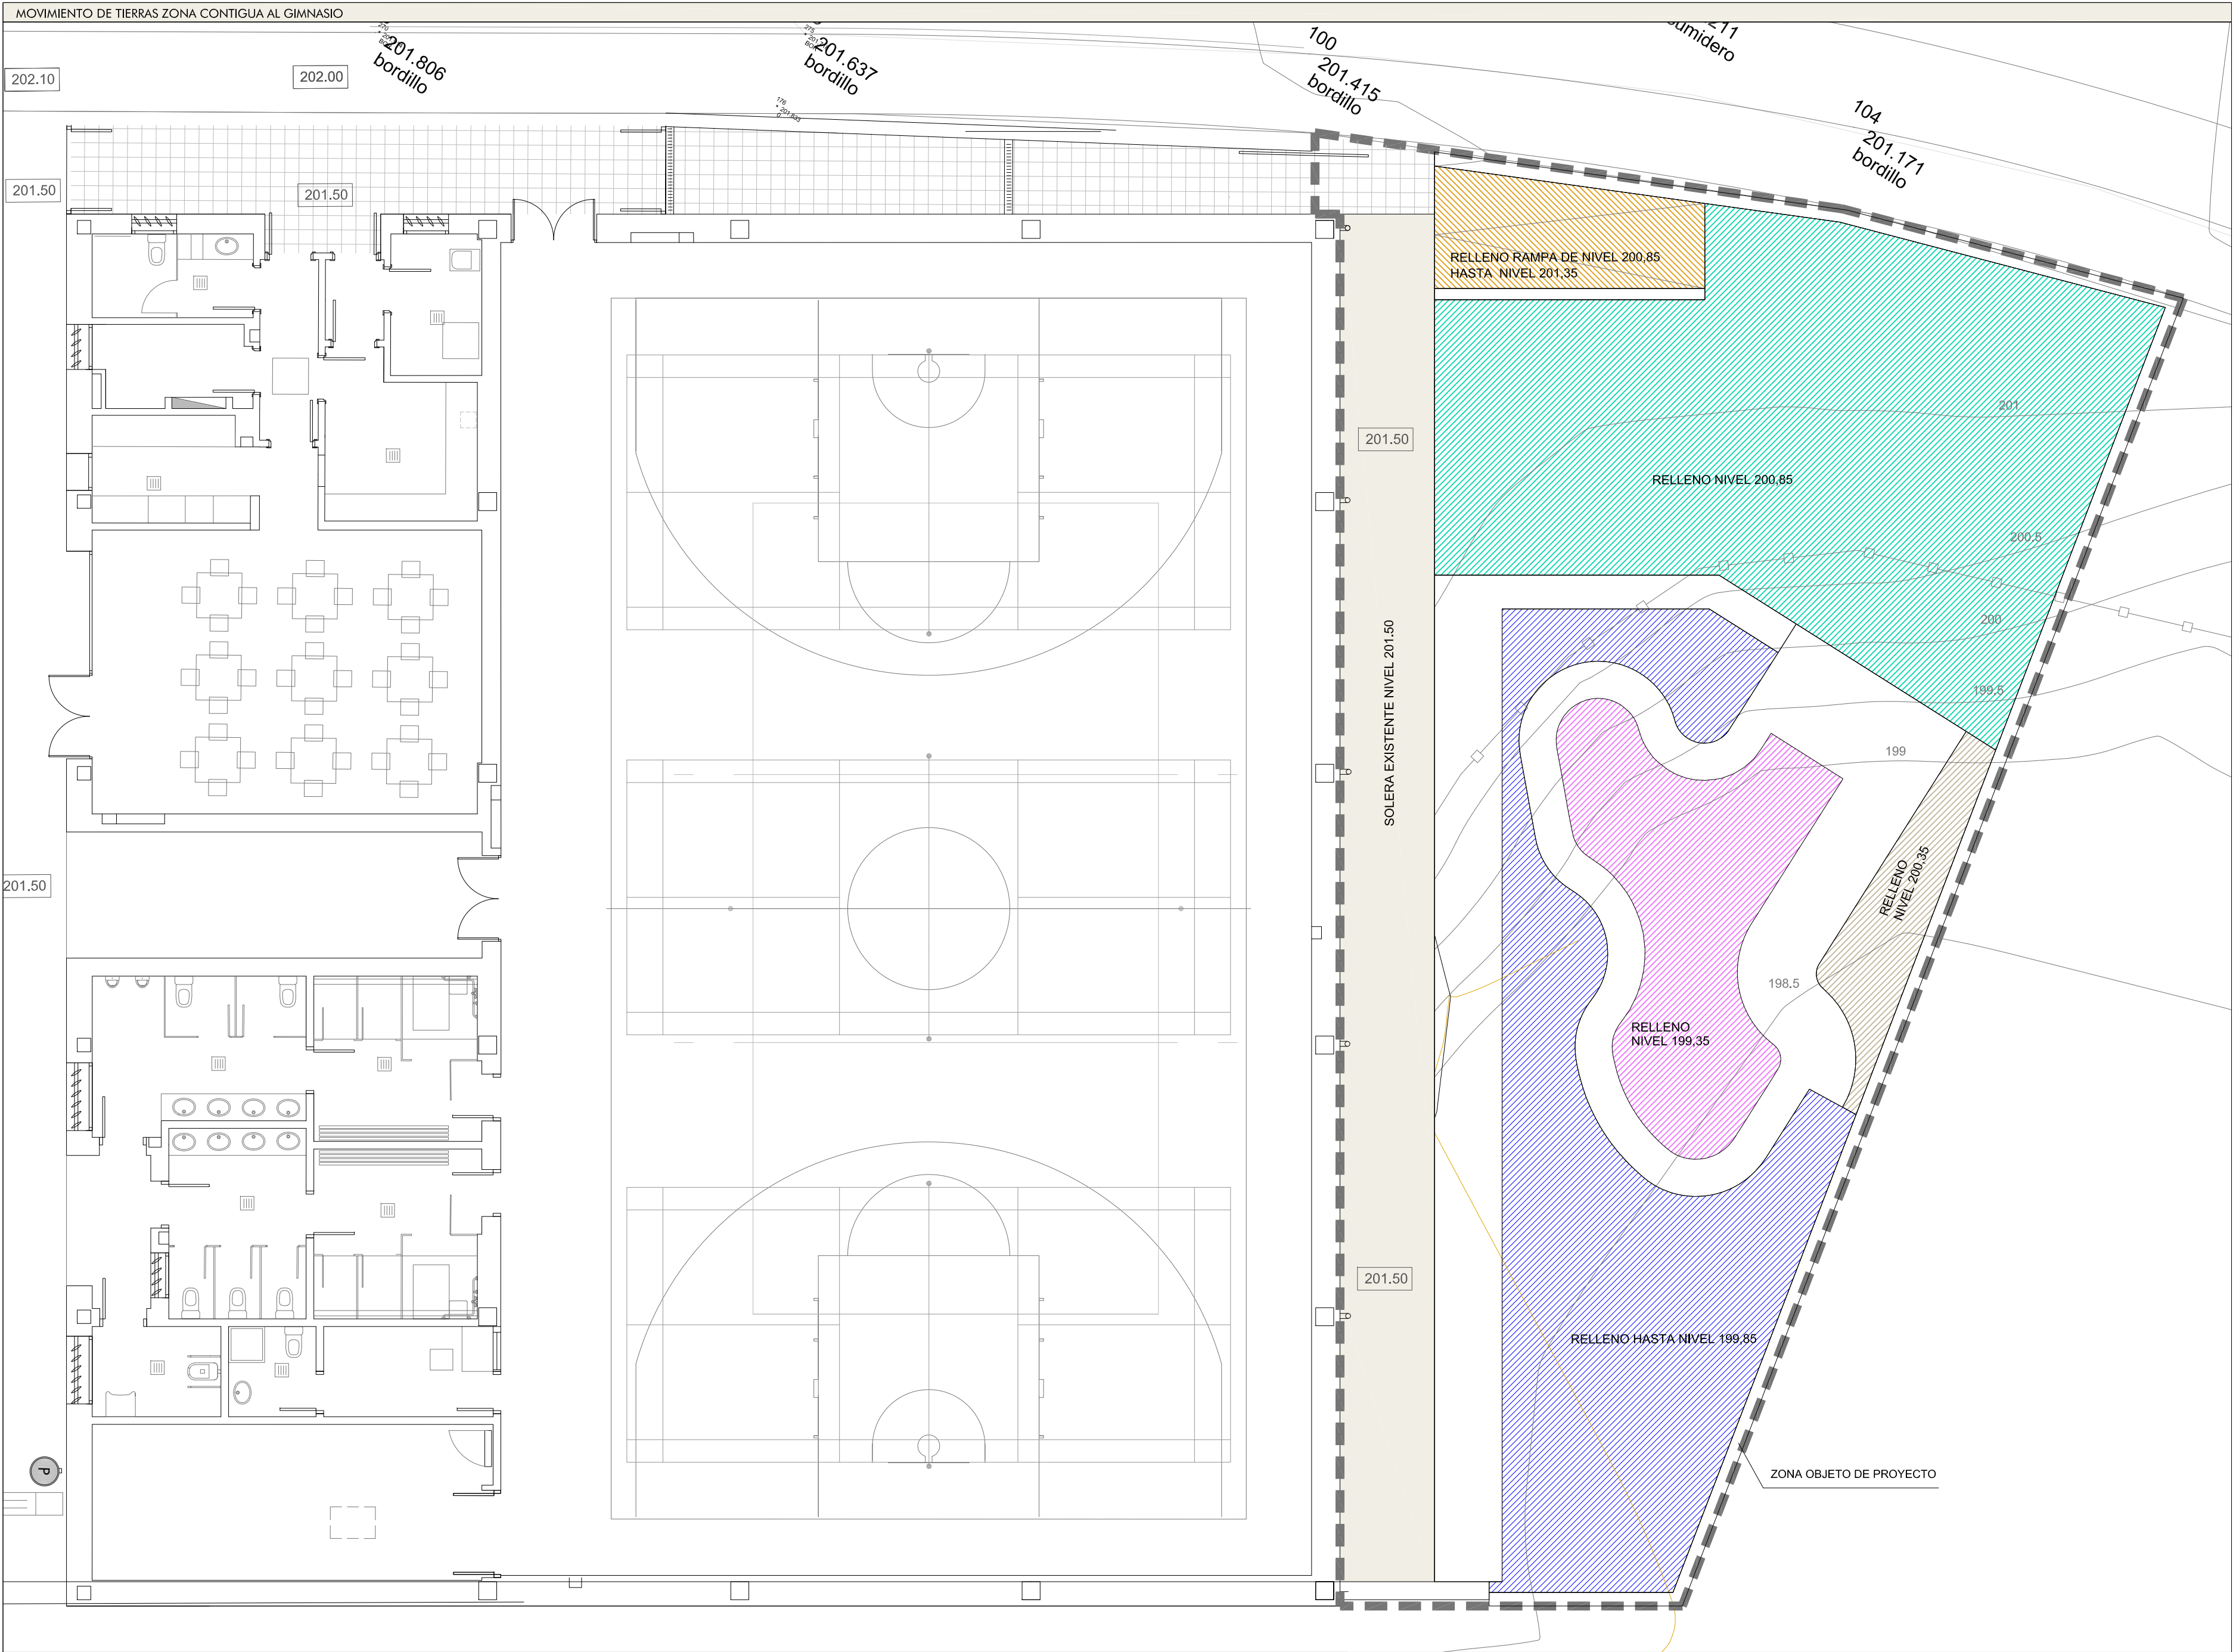 MOVIMIENTO DE TIERRAS ZONA CONTIGUA AL GIMNASIO
202.10
202.00
201.806
bordillo
201.637
bordillo
176
100
201.415
bordillo
sumidero
104
201.171
bordillo
201.50
201.50
RELLENO RAMPA DE NIVEL 200,85
HASTA NIVEL 201,35
201
201.50
RELLENO NIVEL 200,85
200.5
200
199.5
199
SOLERA EXISTENTE NIVEL 201.50
201.50
RELLENO
NIVEL 200,35
198.5
RELLENO
NIVEL 199,35
201.50
RELLENO HASTA NIVEL 199,85
P
ZONA OBJETO DE PROYECTO